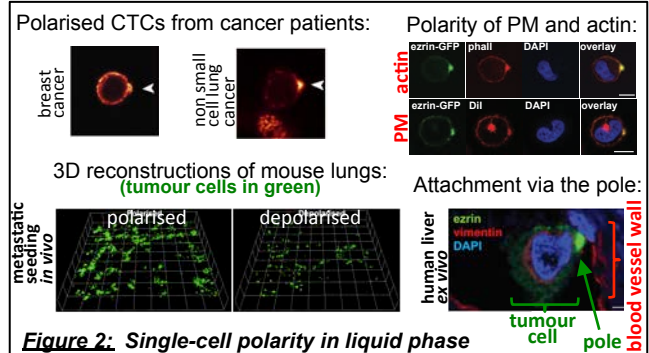 Polarised CTCs from cancer patients:
breast
cancer
non small
cell lung
cancer
Polarity of PM and actin:
actin
ezrin-GFP phall DAPI overlay
PM
ezrin-GFP DiI DAPI overlay
3D reconstructions of mouse lungs:
(tumour cells in green)
metastatic
seeding
in vivo
polarised
depolarised
Attachment via the pole:
human liver
ex vivo
ezrin
vimentin
DAPI
blood vessel wall
tumour
cell
pole
Figure 2: Single-cell polarity in liquid phase